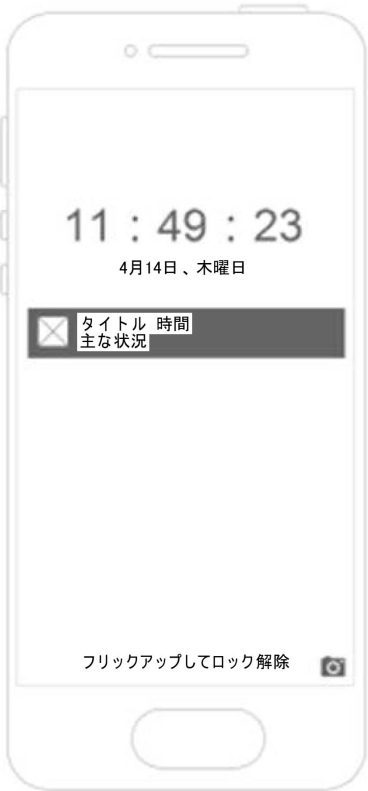 11 : 49 : 23
4月14日、木曜日
タイトル 時間
主な状況
フリックアップしてロック解除